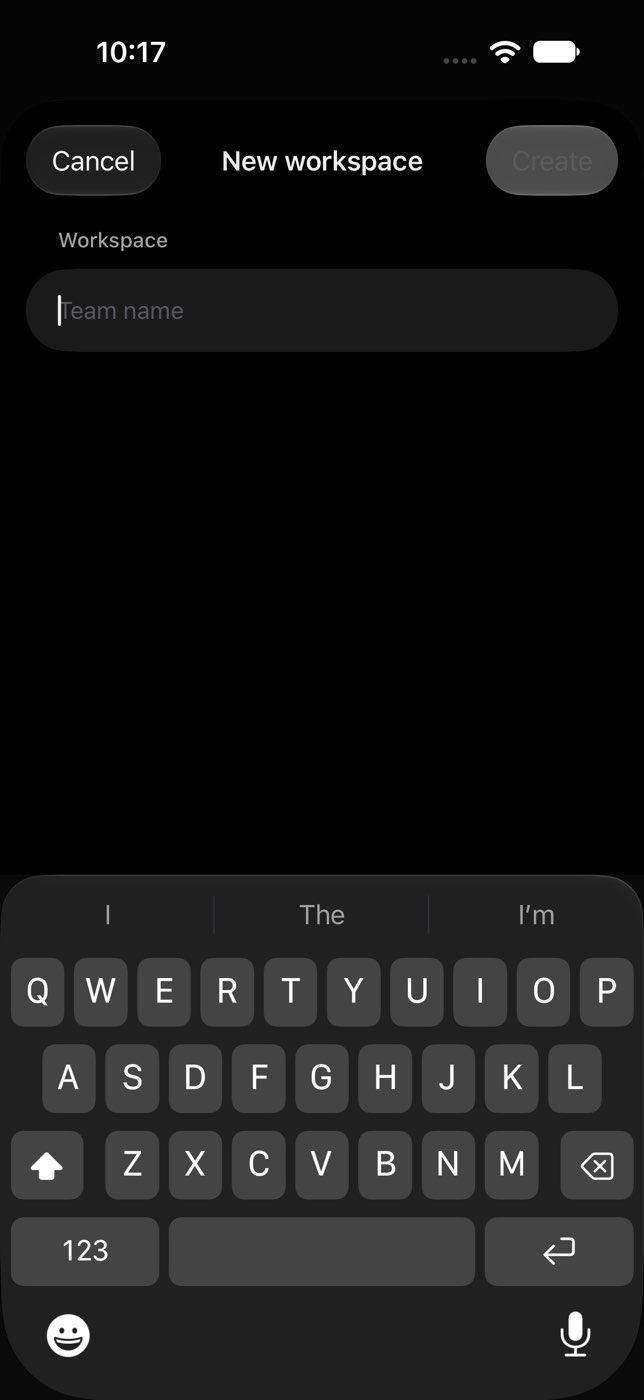 10:17
Cancel New workspace Create
Workspace
Team name
I The I’m
Q W E R T Y U I O P
A S D F G H J K L
Z X C V B N M
123